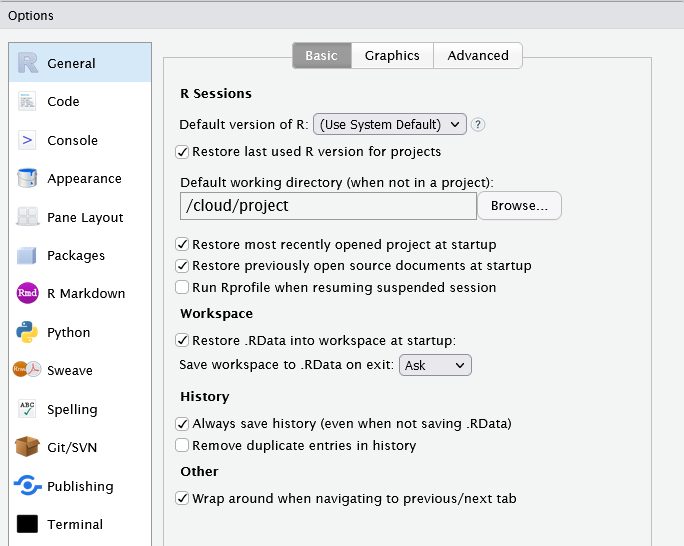 Options
R General
Code
> Console
Appearance
Pane Layout
Packages
Rmd R Markdown
Python
Rnw Sweave
ABC Spelling
Git/SVN
Publishing
Terminal
Basic Graphics Advanced
R Sessions
Default version of R: (Use System Default) ?
Restore last used R version for projects
Default working directory (when not in a project):
/cloud/project Browse...
Restore most recently opened project at startup
Restore previously open source documents at startup
Run Rprofile when resuming suspended session
Workspace
Restore .RData into workspace at startup:
Save workspace to .RData on exit: Ask
History
Always save history (even when not saving .RData)
Remove duplicate entries in history
Other
Wrap around when navigating to previous/next tab